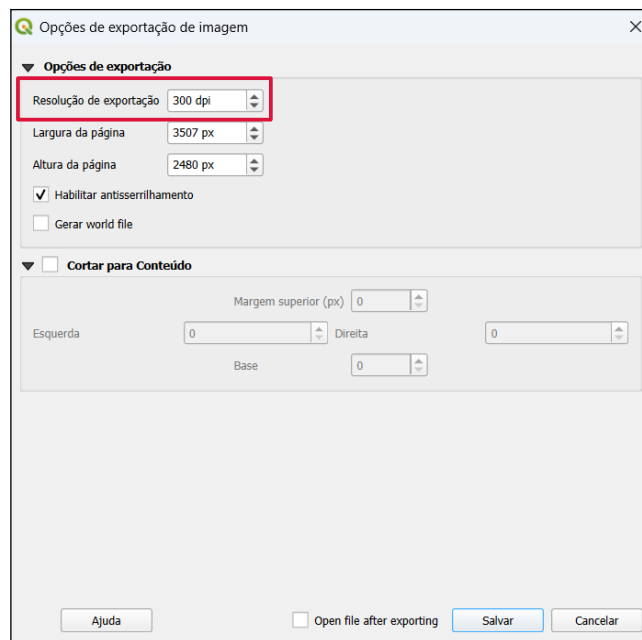 Opções de exportação de imagem
Opções de exportação
Resolução de exportação 300 dpi
Largura da página 3507 px
Altura da página 2480 px
Habilitar antisserrilhamento
Gerar world file
Cortar para Conteúdo
Margem superior (px) 0
Esquerda 0 Direita 0
Base 0
Ajuda Open file after exporting Salvar Cancelar